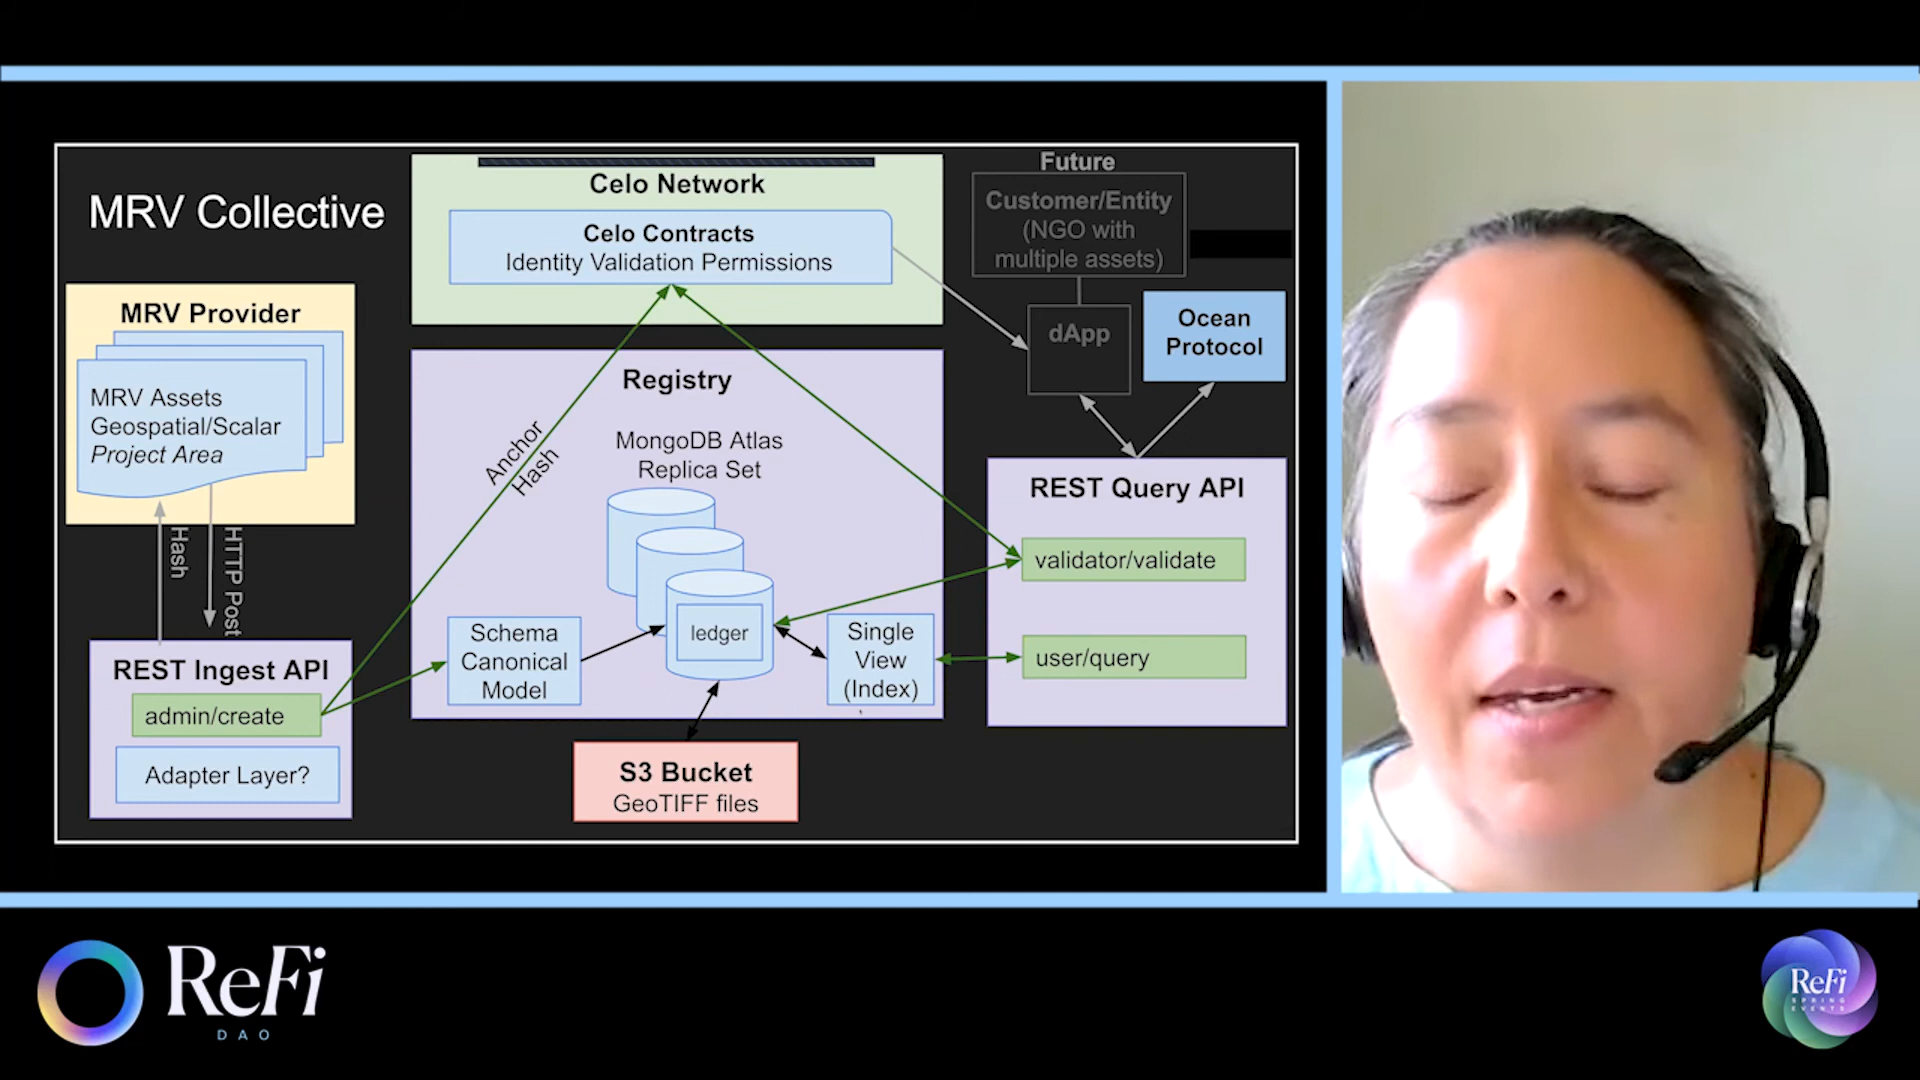 MRV Collective
MRV Provider
MRV Assets
Geospatial/Scalar
Project Area
Hash
HTTP Post
REST Ingest API
admin/create
Adapter Layer?
Celo Network
Celo Contracts
Identity Validation Permissions
Anchor
Hash
Registry
MongoDB Atlas
Replica Set
ledger
Schema
Canonical
Model
Single
View
(Index)
S3 Bucket
GeoTIFF files
Future
Customer/Entity
(NGO with
multiple assets)
dApp
Ocean
Protocol
REST Query API
validator/validate
user/query
ReFi
DAO
ReFi
SPRING
EVENTS